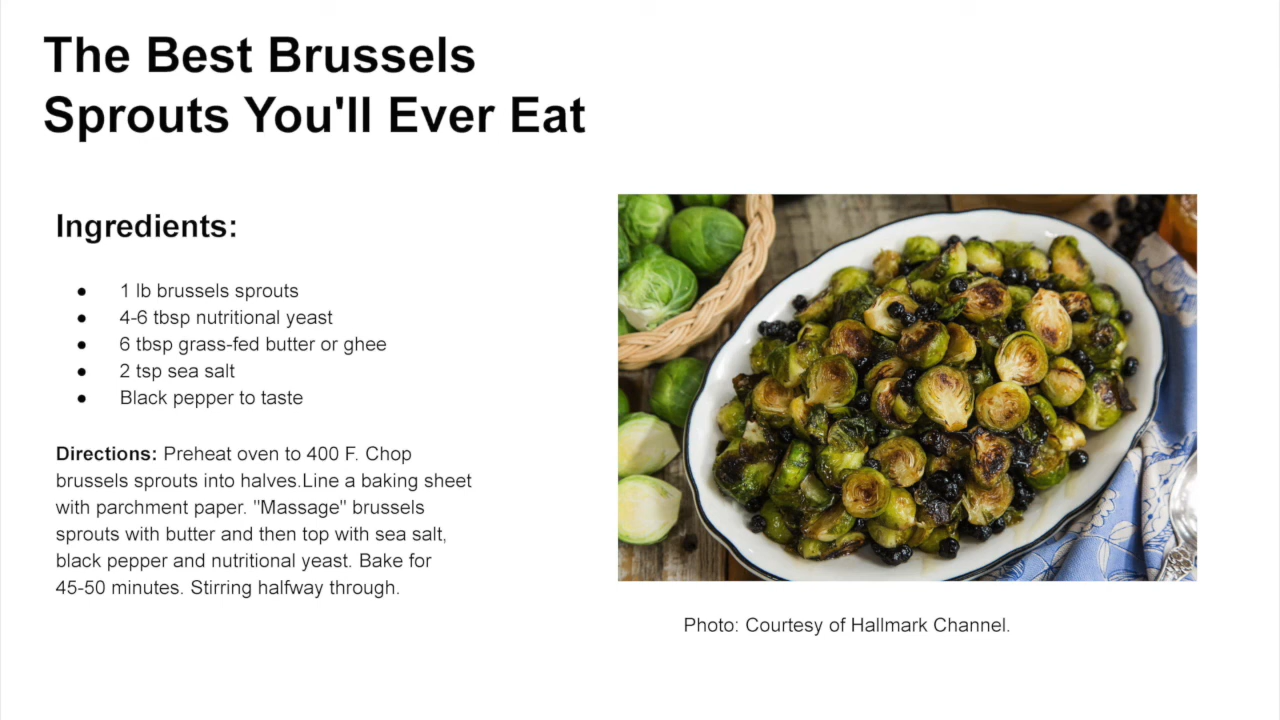 The Best Brussels
Sprouts You'll Ever Eat
Ingredients:
● 1 lb brussels sprouts
● 4-6 tbsp nutritional yeast
● 6 tbsp grass-fed butter or ghee
● 2 tsp sea salt
● Black pepper to taste
Directions: Preheat oven to 400 F. Chop
brussels sprouts into halves.Line a baking sheet
with parchment paper. "Massage" brussels
sprouts with butter and then top with sea salt,
black pepper and nutritional yeast. Bake for
45-50 minutes. Stirring halfway through.
Photo: Courtesy of Hallmark Channel.